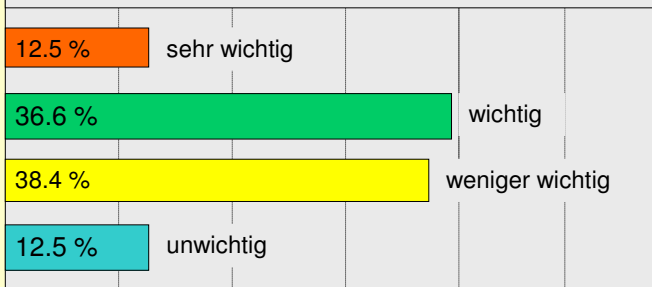 12.5 % sehr wichtig
36.6 % wichtig
38.4 % weniger wichtig
12.5 % unwichtig